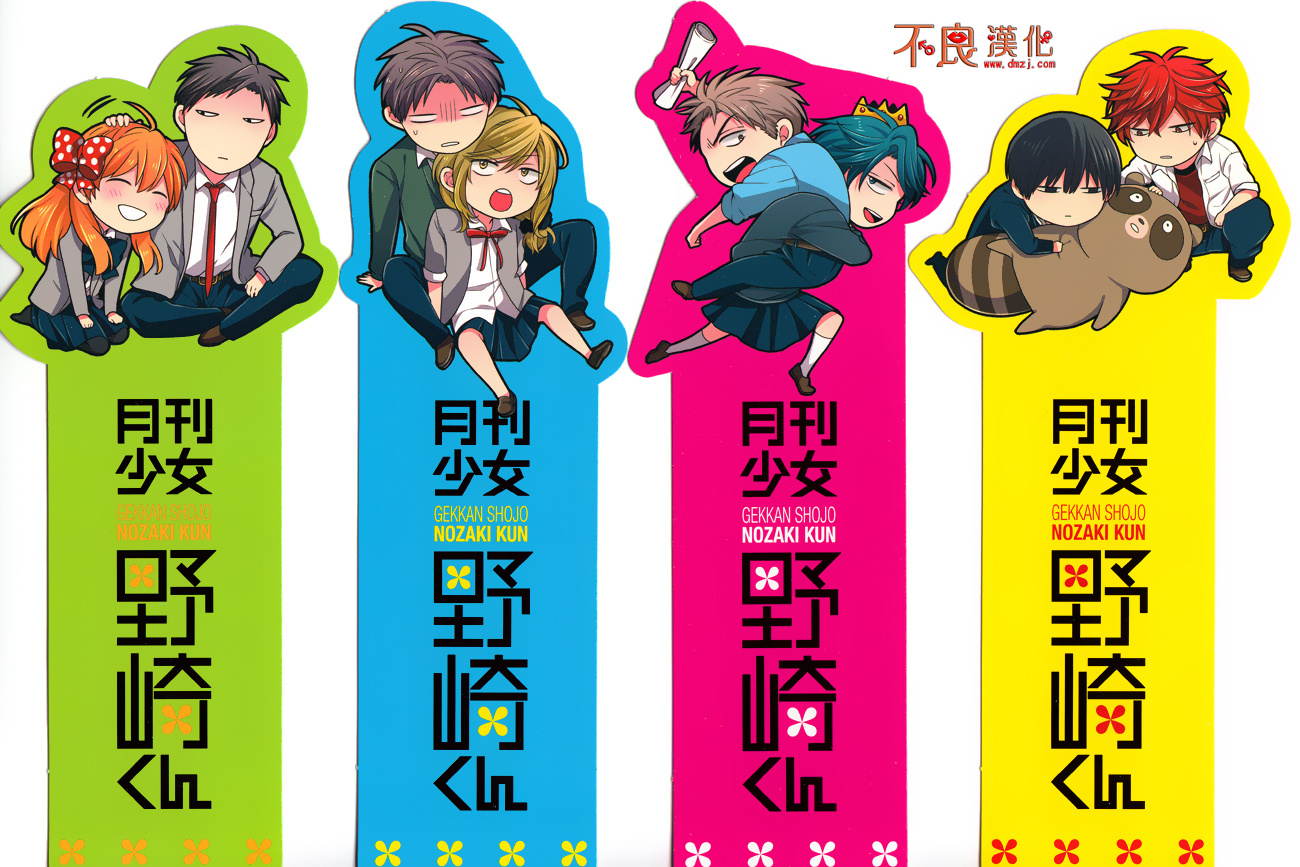 不良漢化
www.dmzj.com
月刊
少女
GEKKAN SHOJO
NOZAKI KUN
野
崎
くん
月刊
少女
GEKKAN SHOJO
NOZAKI KUN
野
崎
くん
月刊
少女
GEKKAN SHOJO
NOZAKI KUN
野
崎
くん
月刊
少女
GEKKAN SHOJO
NOZAKI KUN
野
崎
くん